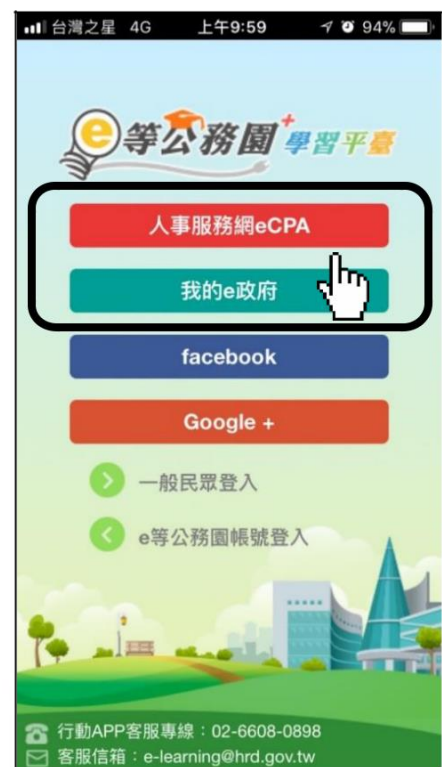 台灣之星 4G 上午9:59 94%
e等公務園+學習平臺
人事服務網eCPA
我的e政府
facebook
Google +
一般民眾登入
e等公務園帳號登入
行動APP客服專線：02-6608-0898
客服信箱：e-learning@hrd.gov.tw